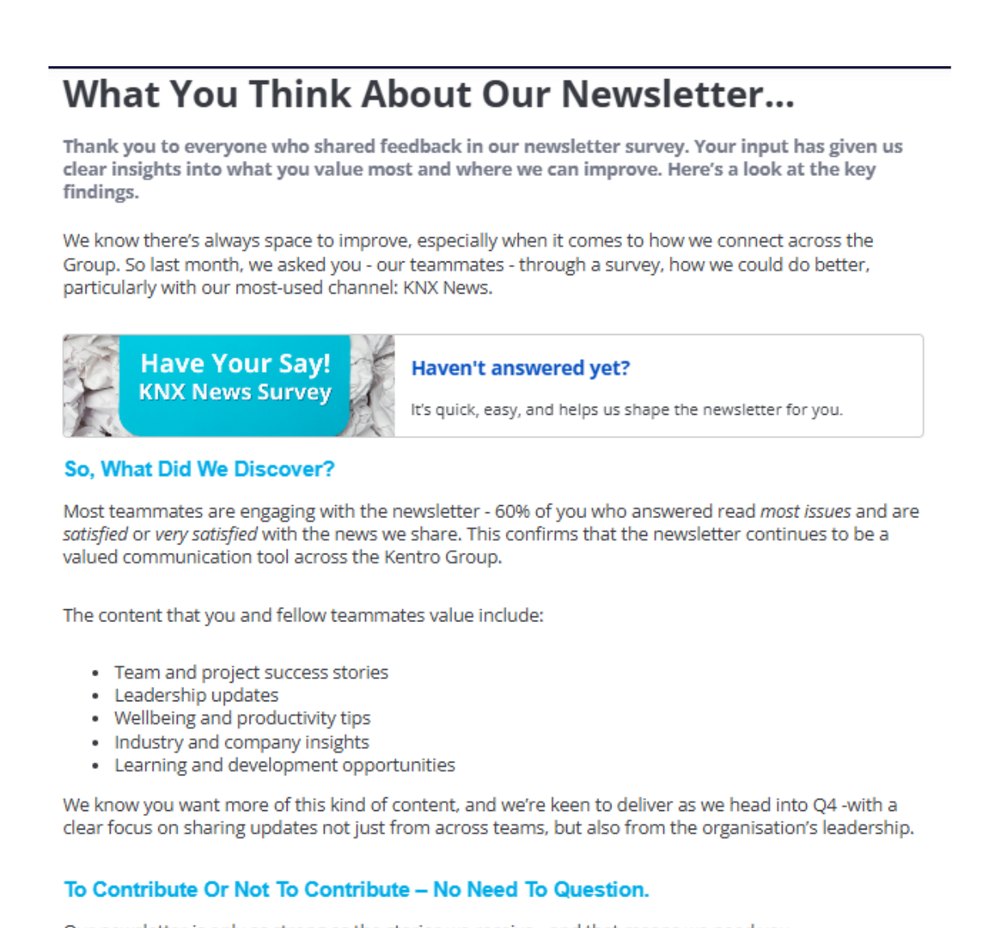 What You Think About Our Newsletter...
Thank you to everyone who shared feedback in our newsletter survey. Your input has given us
clear insights into what you value most and where we can improve. Here’s a look at the key
findings.
We know there’s always space to improve, especially when it comes to how we connect across the
Group. So last month, we asked you - our teammates - through a survey, how we could do better,
particularly with our most-used channel: KNX News.
Have Your Say!
KNX News Survey
Haven't answered yet?
It’s quick, easy, and helps us shape the newsletter for you.
So, What Did We Discover?
Most teammates are engaging with the newsletter - 60% of you who answered read most issues and are
satisfied or very satisfied with the news we share. This confirms that the newsletter continues to be a
valued communication tool across the Kentro Group.
The content that you and fellow teammates value include:
• Team and project success stories
• Leadership updates
• Wellbeing and productivity tips
• Industry and company insights
• Learning and development opportunities
We know you want more of this kind of content, and we’re keen to deliver as we head into Q4 -with a
clear focus on sharing updates not just from across teams, but also from the organisation’s leadership.
To Contribute Or Not To Contribute – No Need To Question.